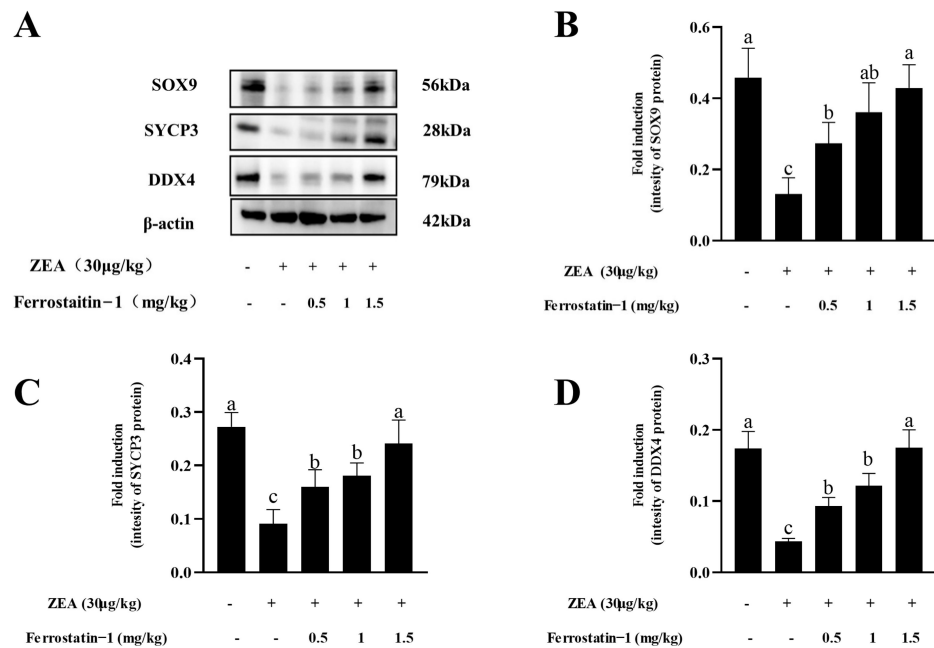 A
SOX9 56kDa
SYCP3 28kDa
DDX4 79kDa
β-actin 42kDa
ZEA（30μg/kg） - + + + +
Ferrostaitin−1（mg/kg） - - 0.5 1 1.5
B
Fold induction
(intesity of SOX9 protein)
0.6
0.4
0.2
0.0
a
c
b
ab
a
ZEA (30μg/kg) - + + + +
Ferrostatin−1 (mg/kg) - - 0.5 1 1.5
C
Fold induction
(intesity of SYCP3 protein)
0.4
0.3
0.2
0.1
0.0
a
c
b
b
a
ZEA (30μg/kg) - + + + +
Ferrostatin−1 (mg/kg) - - 0.5 1 1.5
D
Fold induction
(intesity of DDX4 protein)
0.3
0.2
0.1
0.0
a
c
b
b
a
ZEA (30μg/kg) - + + + +
Ferrostatin−1 (mg/kg) - - 0.5 1 1.5